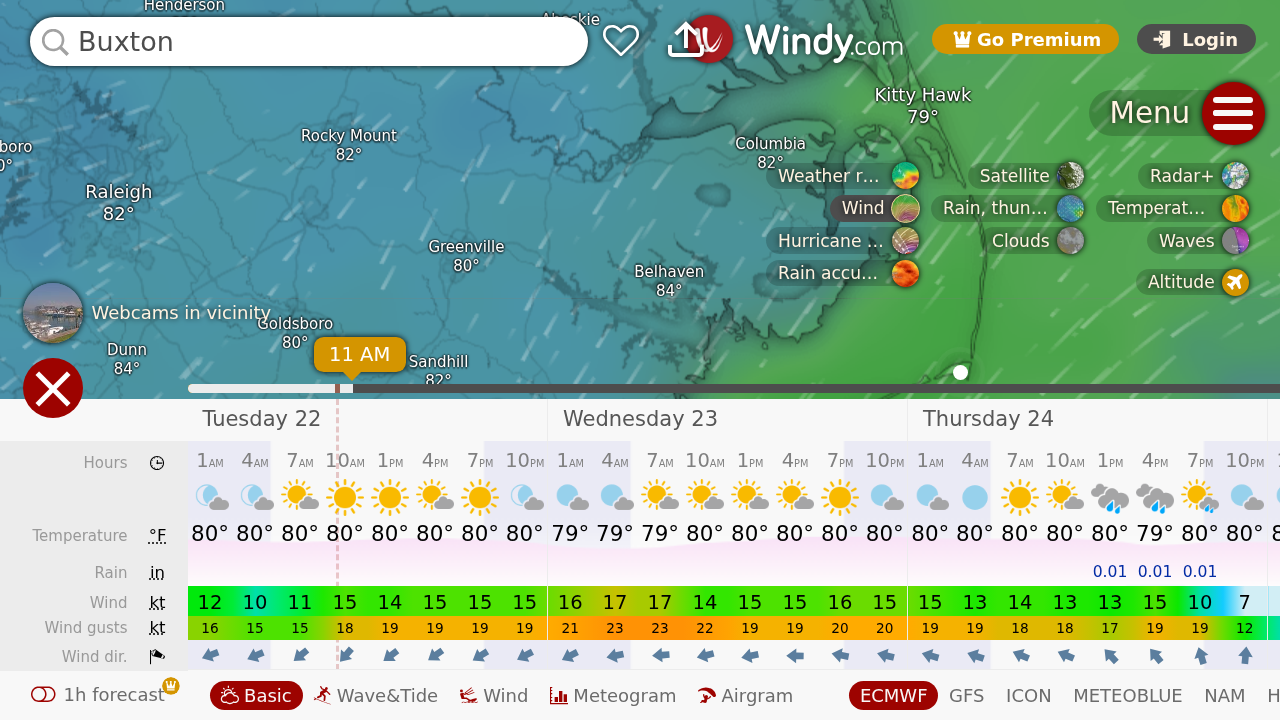 Henderson
Buxton
Windy.com
Go Premium
Login
Kitty Hawk
79°
Menu
Rocky Mount
82°
Columbia
82°
boro
Raleigh
82°
Weather r...
Satellite
Radar+
Wind
Rain, thun...
Temperat...
Greenville
80°
Hurricane ...
Clouds
Waves
Belhaven
84°
Rain accu...
Altitude
Webcams in vicinity
Goldsboro
80°
Dunn
84°
11 AM
Sandhill
82°
Tuesday 22 Wednesday 23 Thursday 24
Hours 1AM 4AM 7AM 10AM 1PM 4PM 7PM 10PM 1AM 4AM 7AM 10AM 1PM 4PM 7PM 10PM 1AM 4AM 7AM 10AM 1PM 4PM 7PM 10PM
Temperature °F 80° 80° 80° 80° 80° 80° 80° 80° 79° 79° 79° 80° 80° 80° 80° 80° 80° 80° 80° 80° 80° 79° 80° 80°
Rain in 0.01 0.01 0.01
Wind kt 12 10 11 15 14 15 15 15 16 17 17 14 15 15 16 15 15 13 14 13 13 15 10 7
Wind gusts kt 16 15 15 18 19 19 19 19 21 23 23 22 19 19 20 20 19 19 18 18 17 19 19 12
Wind dir.
1h forecast Basic Wave&Tide Wind Meteogram Airgram ECMWF GFS ICON METEOBLUE NAM H